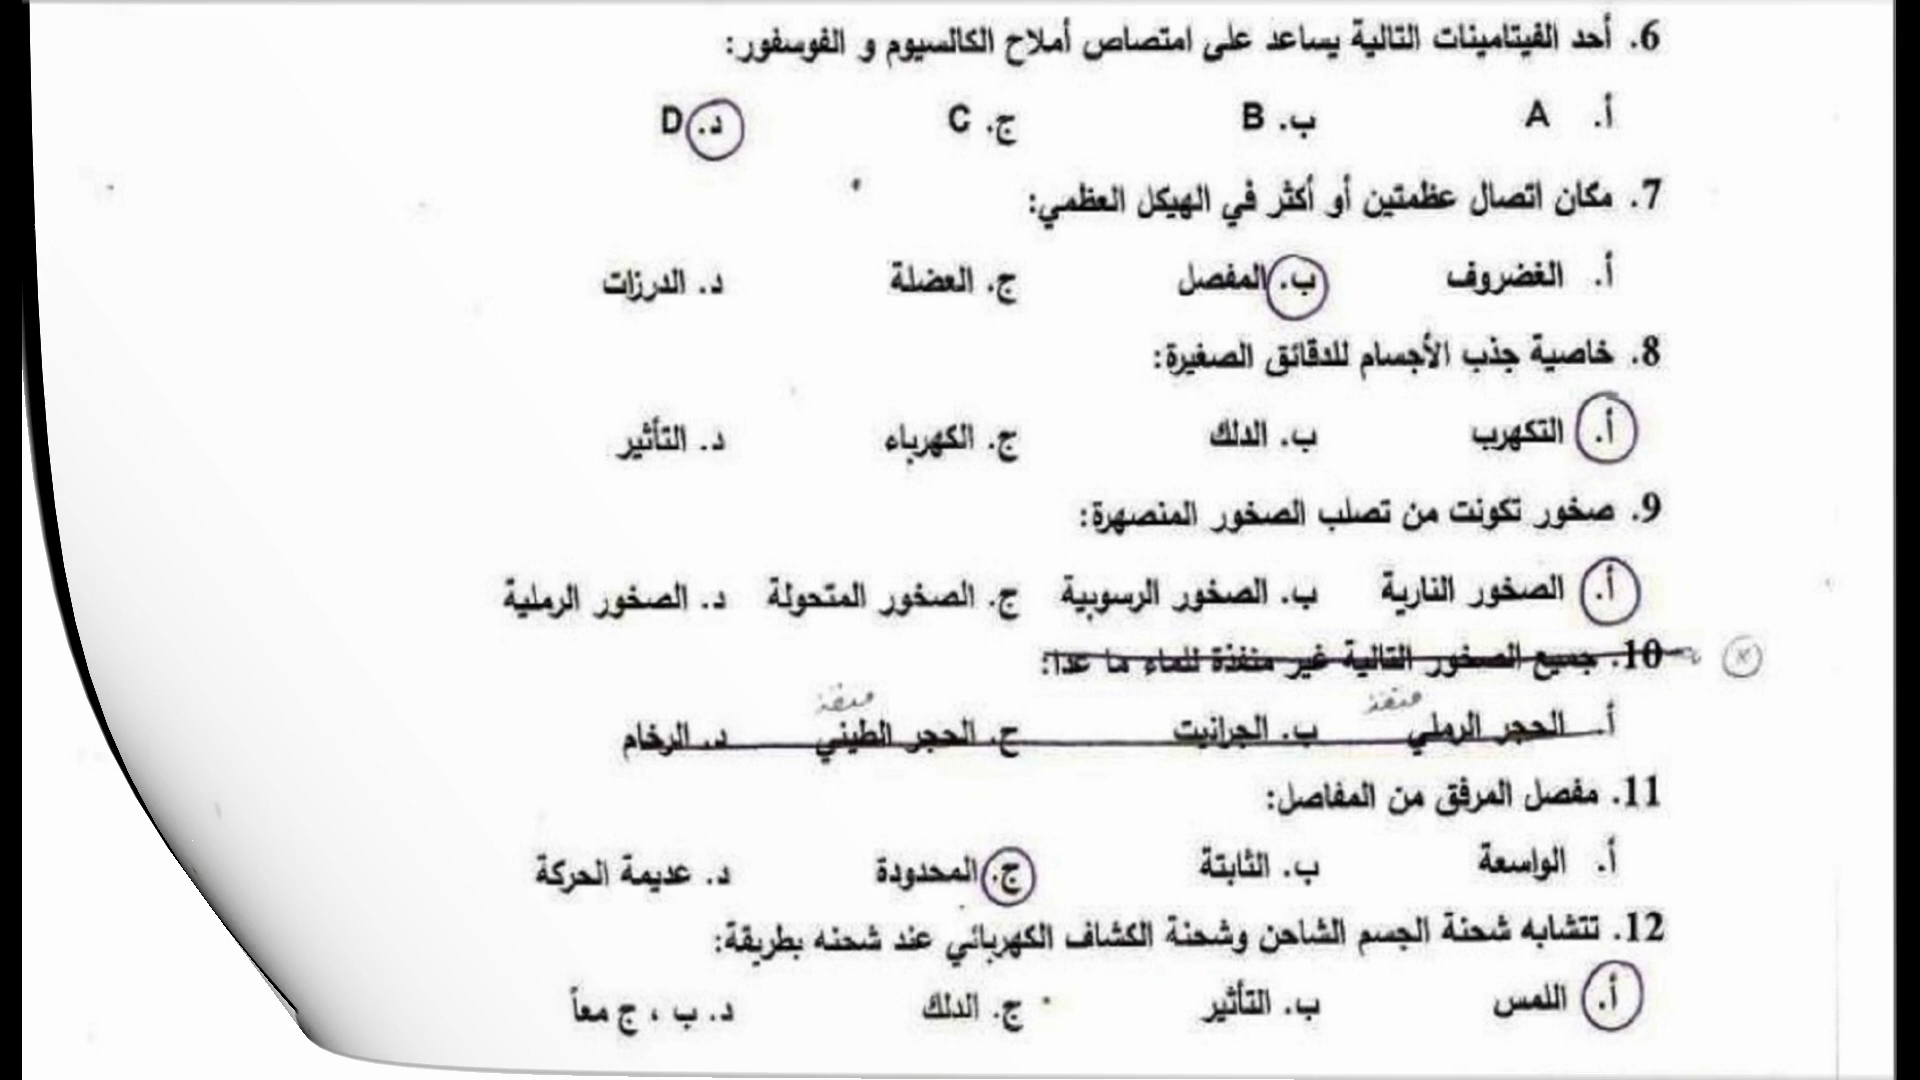 6. أحد الفيتامينات التالية يساعد على امتصاص أملاح الكالسيوم و الفوسفور:
أ. A ب. B ج. C د. D
7. مكان اتصال عظمتين أو أكثر في الهيكل العظمي:
أ. الغضروف ب. المفصل ج. العضلة د. الدرزات
8. خاصية جذب الأجسام للدقائق الصغيرة:
أ. التكهرب ب. الدلك ج. الكهرباء د. التأثير
9. صخور تكونت من تصلب الصخور المنصهرة:
أ. الصخور النارية ب. الصخور الرسوبية ج. الصخور المتحولة د. الصخور الرملية
10. جميع الصخور التالية غير منفذة للماء ما عدا:
منفذ منفذ
أ. الحجر الرملي ب. الجرانيت ج. الحجر الطيني د. الرخام
11. مفصل المرفق من المفاصل:
أ. الواسعة ب. الثابتة ج. المحدودة د. عديمة الحركة
12. تتشابه شحنة الجسم الشاحن وشحنة الكشاف الكهربائي عند شحنه بطريقة:
أ. اللمس ب. التأثير ج. الدلك د. ب ، ج معاً